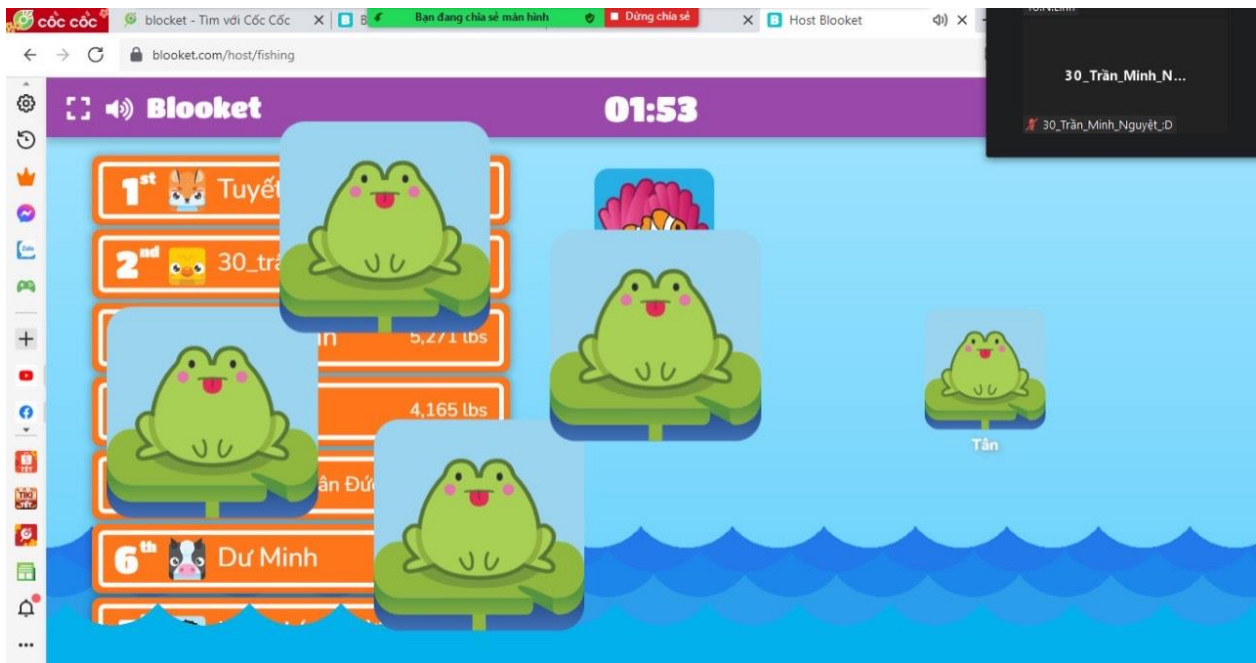 cốc cốc
blocket - Tìm với Cốc Cốc
B
Bạn đang chia sẻ màn hình
Dừng chia sẻ
Host Blooket
blooket.com/host/fishing
30_Trần_Minh_N...
30_Trần_Minh_Nguyệt_:D
Blooket
01:53
1st Tuyết
2nd 30_trầ
5,271 lbs
4,165 lbs
ân Đứ
6th Dư Minh
Tân